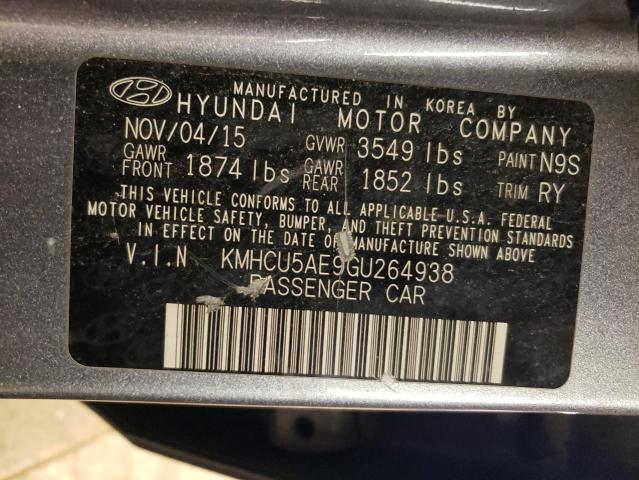 MANUFACTURED IN KOREA BY
HYUNDAI MOTOR COMPANY
NOV/04/15 GVWR 3549 lbs PAINT N9S
GAWR FRONT 1874 lbs GAWR REAR 1852 lbs TRIM RY
THIS VEHICLE CONFORMS TO ALL APPLICABLE U.S.A. FEDERAL
MOTOR VEHICLE SAFETY, BUMPER, AND THEFT PREVENTION STANDARDS
IN EFFECT ON THE DATE OF MANUFACTURE SHOWN ABOVE.
V.I.N KMHCU5AE9GU264938
PASSENGER CAR